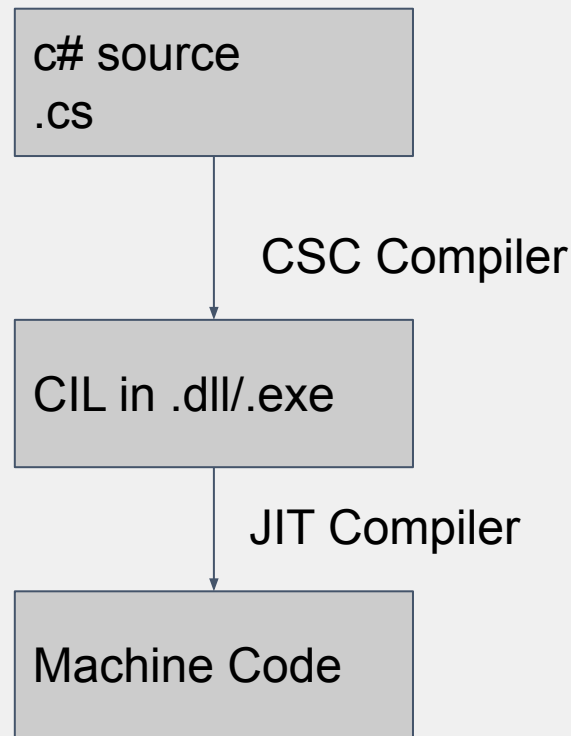 c# source
.cs
CSC Compiler
CIL in .dll/.exe
JIT Compiler
Machine Code